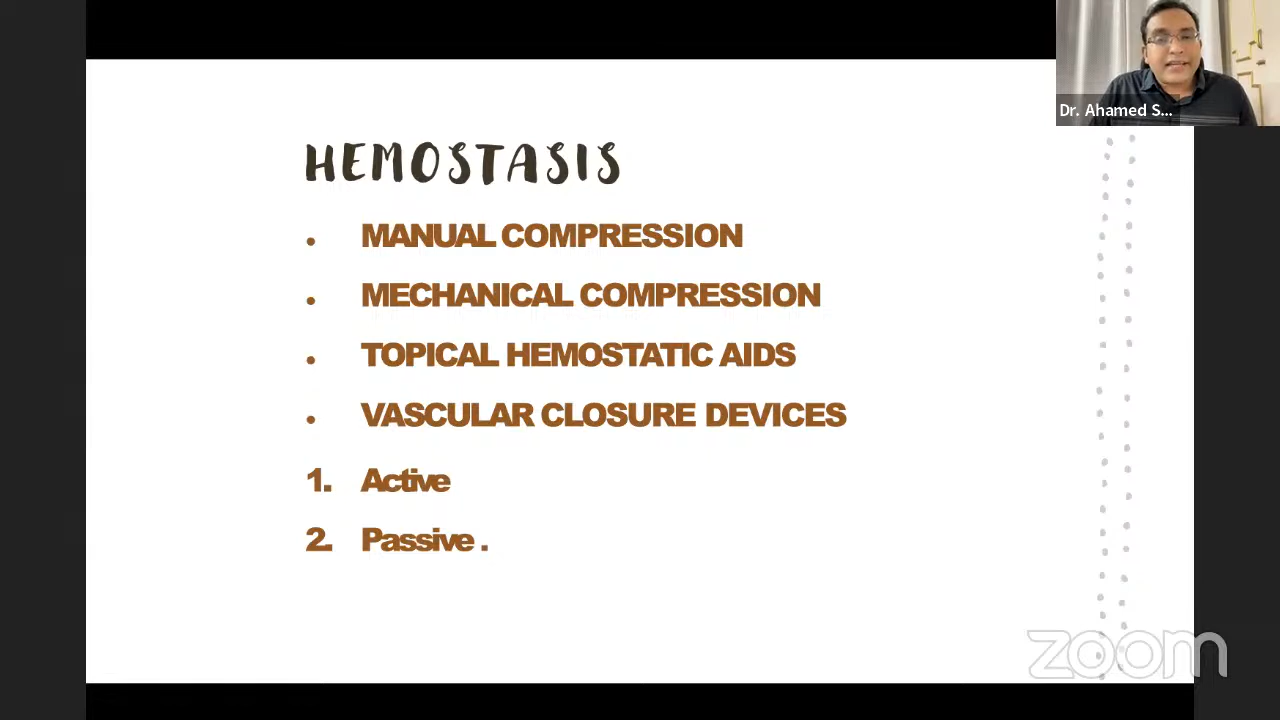 Dr. Ahamed S...
HEMOSTASIS
• MANUAL COMPRESSION
• MECHANICAL COMPRESSION
• TOPICAL HEMOSTATIC AIDS
• VASCULAR CLOSURE DEVICES
1. Active
2. Passive .
zoom